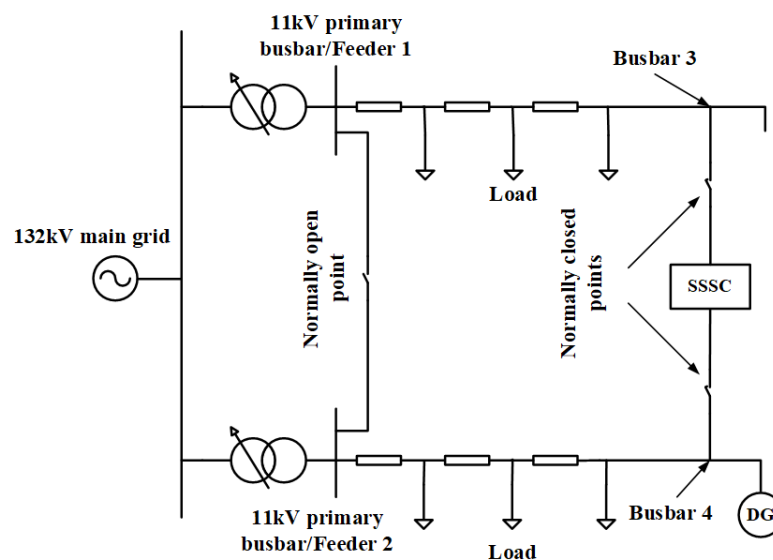 11kV primary
busbar/Feeder 1
Busbar 3
Load
132kV main grid
Normally open
point
Normally closed
points
SSSC
11kV primary
busbar/Feeder 2
Load
Busbar 4
DG